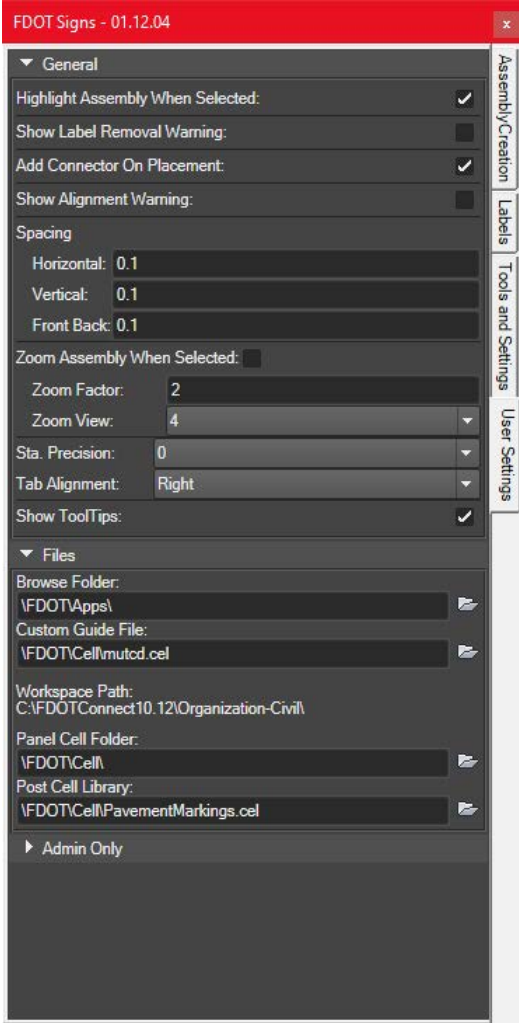 FDOT Signs - 01.12.04
x
General
Highlight Assembly When Selected:
Show Label Removal Warning:
Add Connector On Placement:
Show Alignment Warning:
Spacing
Horizontal: 0.1
Vertical: 0.1
Front Back: 0.1
Zoom Assembly When Selected:
Zoom Factor: 2
Zoom View: 4
Sta. Precision: 0
Tab Alignment: Right
Show ToolTips:
Files
Browse Folder:
\FDOT\Apps\
Custom Guide File:
\FDOT\Cell\mutcd.cel
Workspace Path:
C:\FDOTConnect10.12\Organization-Civil\
Panel Cell Folder:
\FDOT\Cell\
Post Cell Library:
\FDOT\Cell\PavementMarkings.cel
Admin Only
AssemblyCreation
Labels
Tools and Settings
User Settings